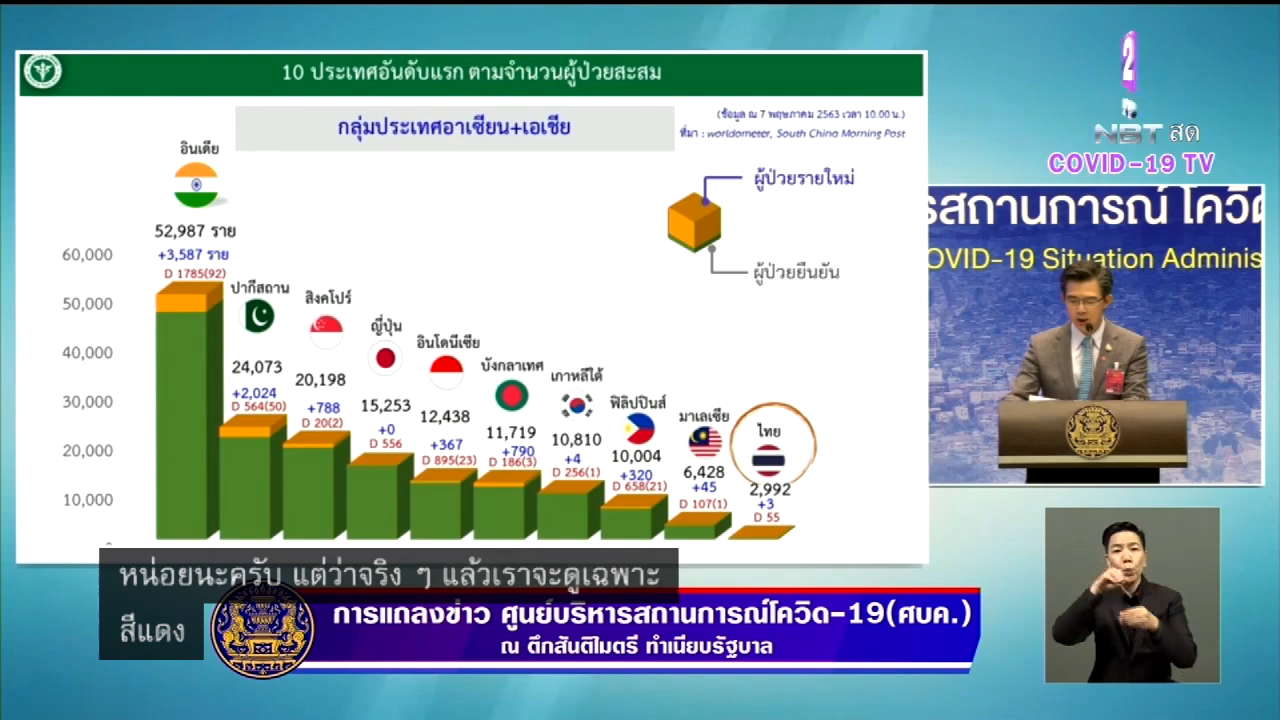 10 ประเทศอันดับแรก ตามจำนวนผู้ป่วยสะสม
กลุ่มประเทศอาเซียน+เอเชีย
(ข้อมูล ณ 7 พฤษภาคม 2563 เวลา 10.00 น.)
ที่มา : worldometer, South China Morning Post
ผู้ป่วยรายใหม่
ผู้ป่วยยืนยัน
60,000
50,000
40,000
30,000
20,000
10,000
อินเดีย
52,987 ราย
+3,587 ราย
D 1785(92)
ปากีสถาน
24,073
+2,024
D 564(50)
สิงคโปร์
20,198
+788
D 20(2)
ญี่ปุ่น
15,253
+0
D 556
อินโดนีเซีย
12,438
+367
D 895(23)
บังกลาเทศ
11,719
+790
D 186(3)
เกาหลีใต้
10,810
+4
D 256(1)
ฟิลิปปินส์
10,004
+320
D 658(21)
มาเลเซีย
6,428
+45
D 107(1)
ไทย
2,992
+3
D 55
2
NBT สด
COVID-19 TV
รสถานการณ์ โควิด
OVID-19 Situation Adminis
หน่อยนะครับ แต่ว่าจริง ๆ แล้วเราจะดูเฉพาะ
สีแดง
การแถลงข่าว ศูนย์บริหารสถานการณ์โควิด-19(ศบค.)
ณ ตึกสันติไมตรี ทำเนียบรัฐบาล